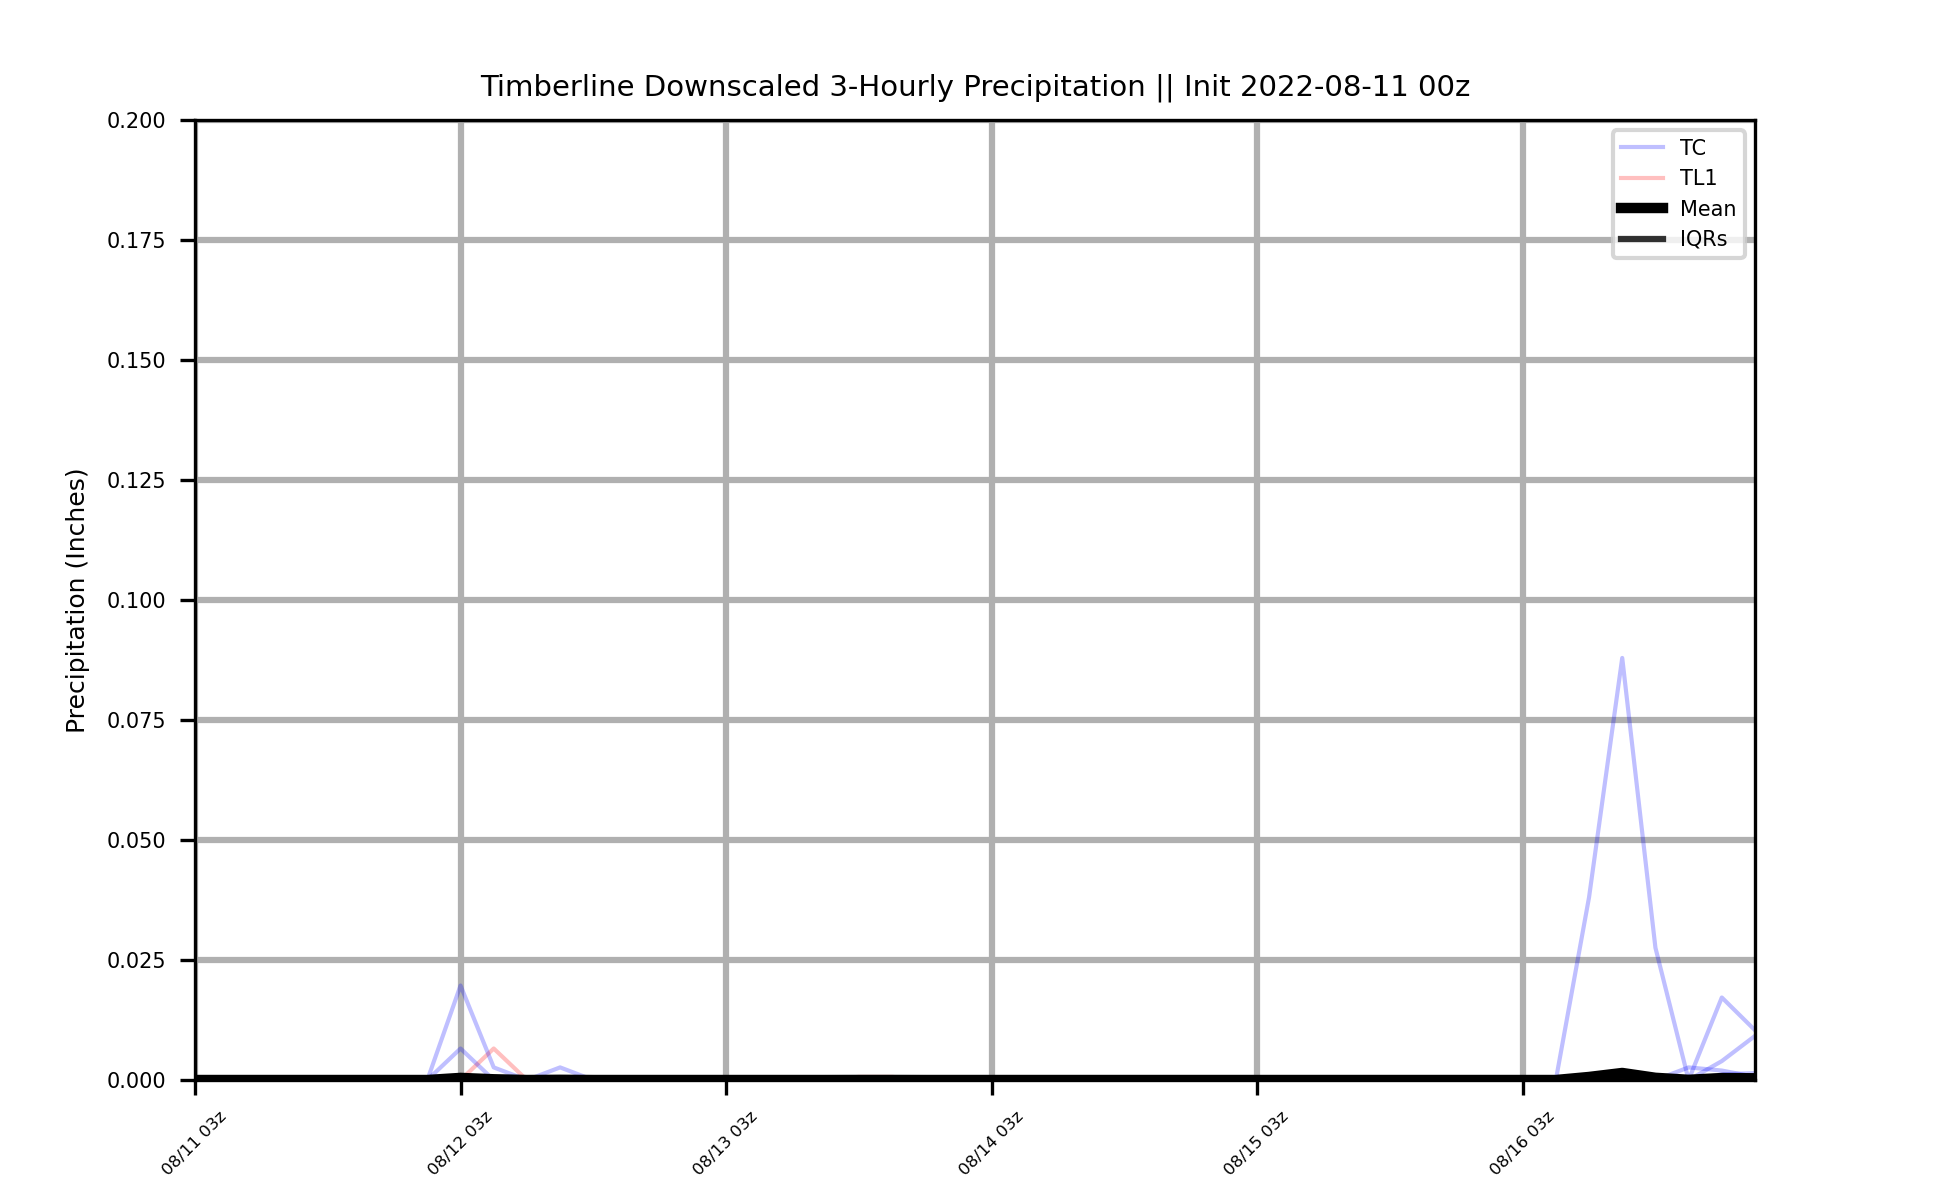 Timberline Downscaled 3-Hourly Precipitation || Init 2022-08-11 00z
Precipitation (Inches)
0.200
0.175
0.150
0.125
0.100
0.075
0.050
0.025
0.000
TC
TL1
Mean
IQRs
08/11 03z
08/12 03z
08/13 03z
08/14 03z
08/15 03z
08/16 03z